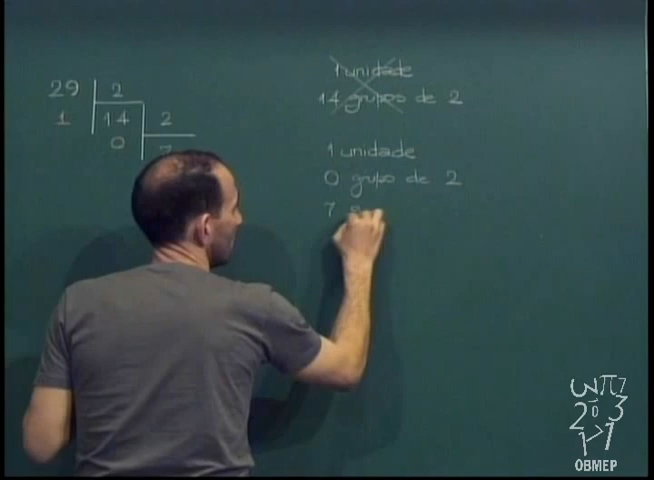 29 2
1 14 2
0 7
1 unidade
14 grupos de 2
1 unidade
0 grupo de 2
7 g
OBMEP